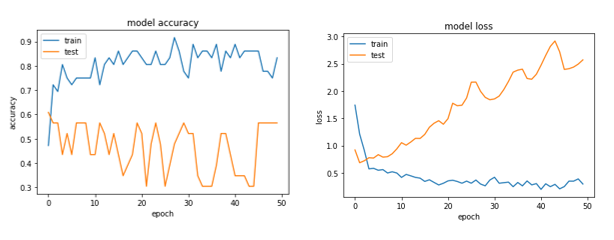 model accuracy
train
test
accuracy
0.9
0.8
0.7
0.6
0.5
0.4
0.3
0 10 20 30 40 50
epoch
model loss
train
test
loss
3.0
2.5
2.0
1.5
1.0
0.5
0 10 20 30 40 50
epoch